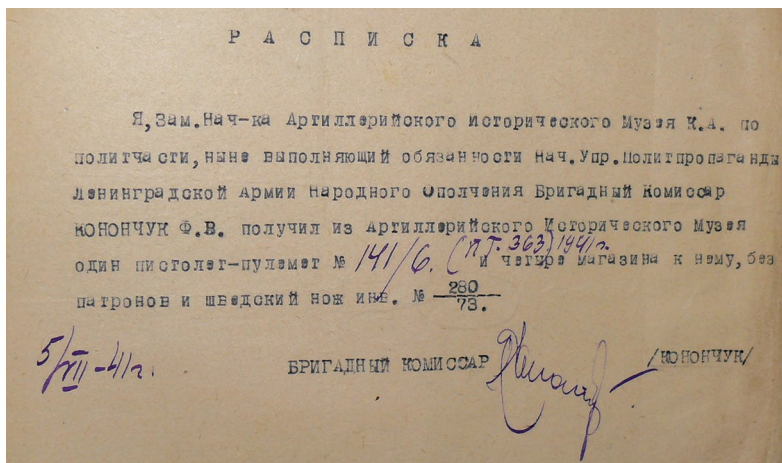 Р А С П И С К А
Я,Зам.Нач-ка Артиллерийского исторического Музея К.А. по
политчасти,ныне выполняющий обязанности Нач.Упр.Политпропаганды
Ленинградской Армии Народного Ополчения Бригадный Комиссар
КОНОНЧУК Ф.В. получил из Артиллерийского Исторического Музея
один пистолет-пулемет № 141/6. (п.т. 363) 1941 г. и четыре магазина к нему,без
патронов и шведский нож инв. № 280/73.
5/VII-41 г. БРИГАДНЫЙ КОМИССАР /КОНОНЧУК/